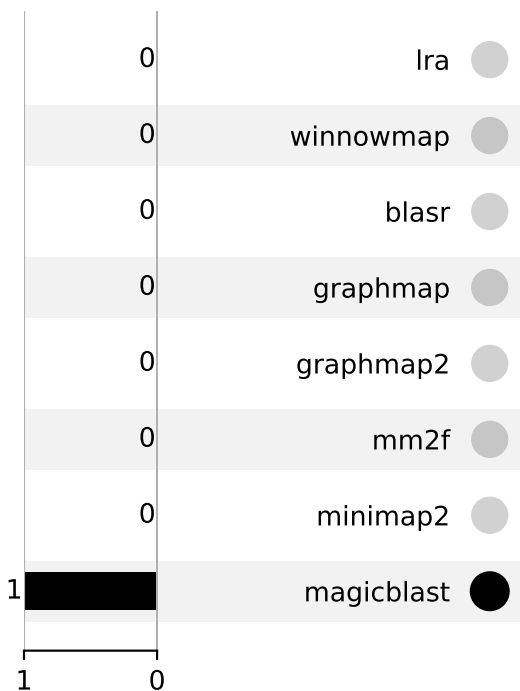 0 lra
0 winnowmap
0 blasr
0 graphmap
0 graphmap2
0 mm2f
0 minimap2
1 magicblast
1 0